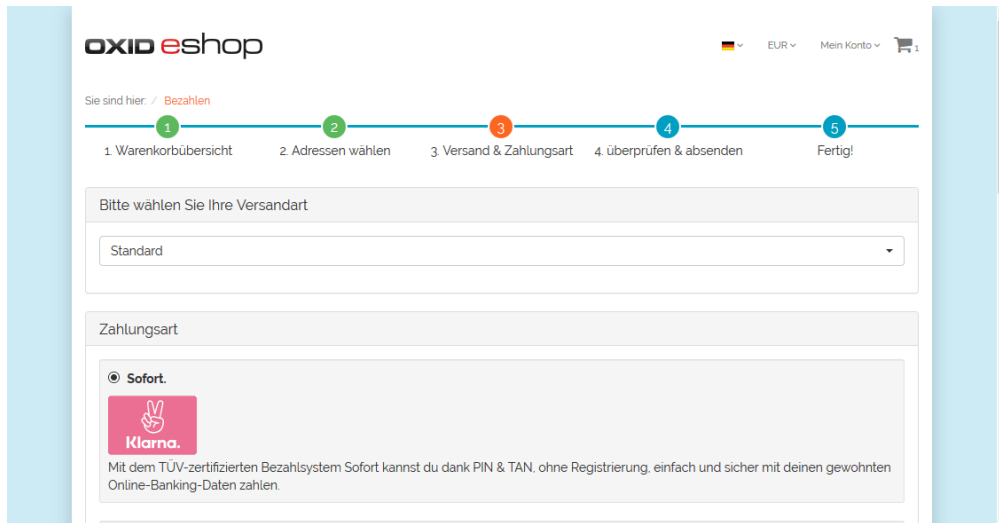 OXID eshop
EUR
Mein Konto
1
Sie sind hier: / Bezahlen
1
2
3
4
5
1. Warenkorbübersicht
2. Adressen wählen
3. Versand & Zahlungsart
4. überprüfen & absenden
Fertig!
Bitte wählen Sie Ihre Versandart
Standard
Zahlungsart
Sofort.
Klarna.
Mit dem TÜV-zertifizierten Bezahlsystem Sofort kannst du dank PIN & TAN, ohne Registrierung, einfach und sicher mit deinen gewohnten
Online-Banking-Daten zahlen.